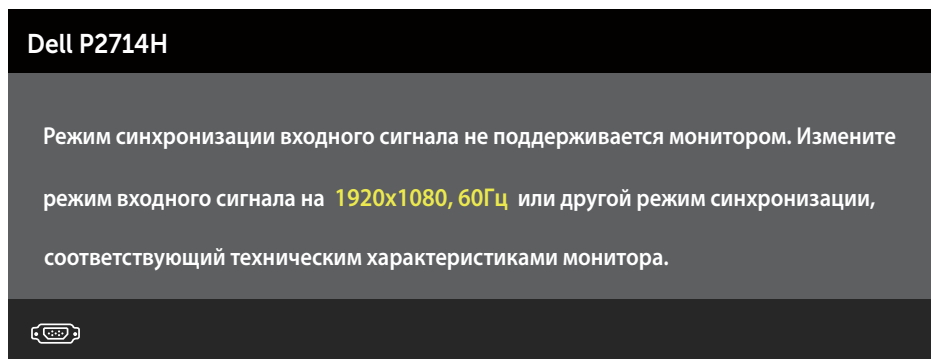 Dell P2714H
Режим синхронизации входного сигнала не поддерживается монитором. Измените
режим входного сигнала на 1920x1080, 60Гц или другой режим синхронизации,
соответствующий техническим характеристиками монитора.